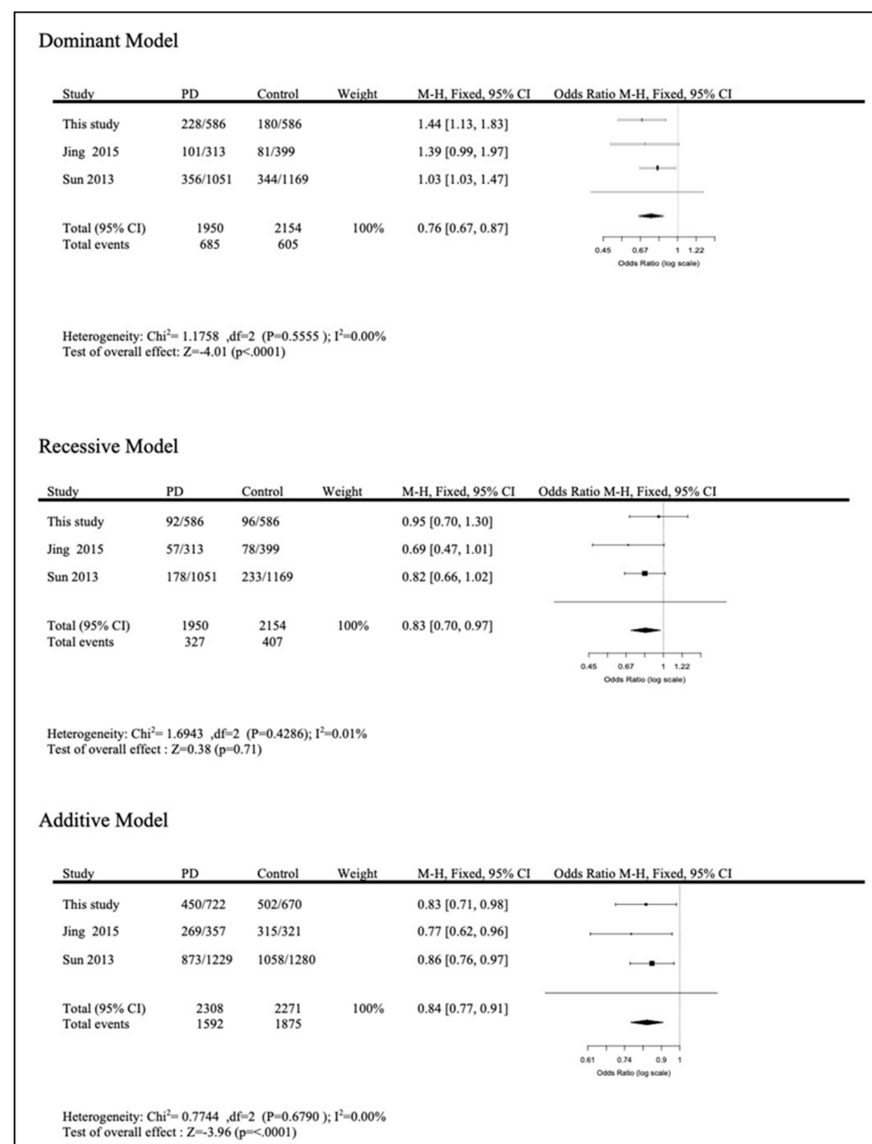 Dominant Model
Study PD Control Weight M-H, Fixed, 95% CI Odds Ratio M-H, Fixed, 95% CI
This study 228/586 180/586 1.44 [1.13, 1.83]
Jing 2015 101/313 81/399 1.39 [0.99, 1.97]
Sun 2013 356/1051 344/1169 1.03 [1.03, 1.47]
Total (95% CI) 1950 2154 100% 0.76 [0.67, 0.87]
Total events 685 605
0.45 0.67 1 1.22
Odds Ratio (log scale)
Heterogeneity: Chi²= 1.1758 ,df=2 (P=0.5555 ); I²=0.00%
Test of overall effect: Z=-4.01 (p<.0001)
Recessive Model
Study PD Control Weight M-H, Fixed, 95% CI Odds Ratio M-H, Fixed, 95% CI
This study 92/586 96/586 0.95 [0.70, 1.30]
Jing 2015 57/313 78/399 0.69 [0.47, 1.01]
Sun 2013 178/1051 233/1169 0.82 [0.66, 1.02]
Total (95% CI) 1950 2154 100% 0.83 [0.70, 0.97]
Total events 327 407
0.45 0.67 1 1.22
Odds Ratio (log scale)
Heterogeneity: Chi²= 1.6943 ,df=2 (P=0.4286); I²=0.01%
Test of overall effect : Z=0.38 (p=0.71)
Additive Model
Study PD Control Weight M-H, Fixed, 95% CI Odds Ratio M-H, Fixed, 95% CI
This study 450/722 502/670 0.83 [0.71, 0.98]
Jing 2015 269/357 315/321 0.77 [0.62, 0.96]
Sun 2013 873/1229 1058/1280 0.86 [0.76, 0.97]
Total (95% CI) 2308 2271 100% 0.84 [0.77, 0.91]
Total events 1592 1875
0.61 0.74 0.9 1
Odds Ratio (log scale)
Heterogeneity: Chi²= 0.7744 ,df=2 (P=0.6790 ); I²=0.00%
Test of overall effect : Z=-3.96 (p=<.0001)